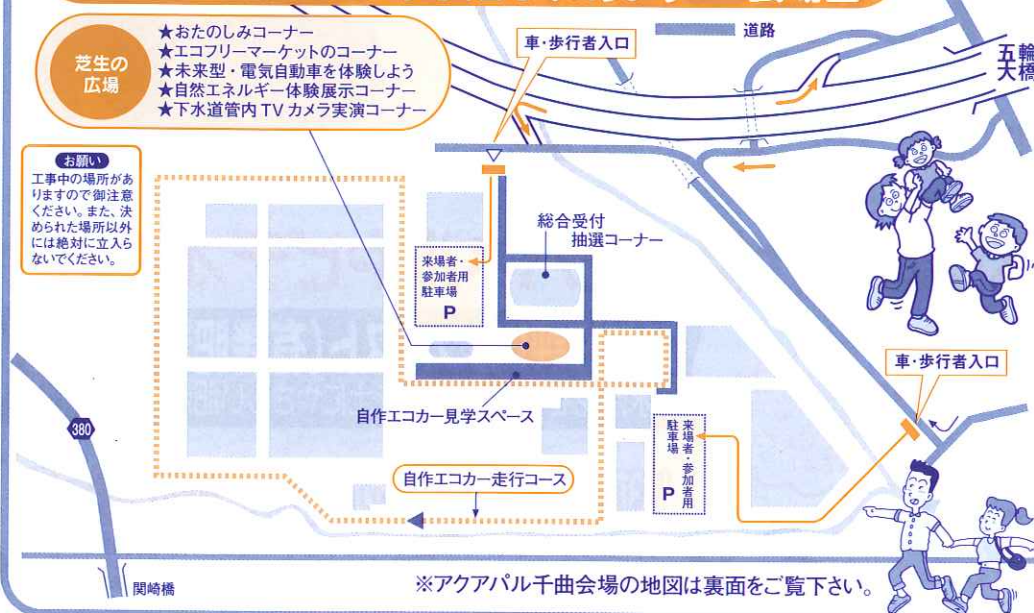 芝生の
広場
★おたのしみコーナー
★エコフリーマーケットのコーナー
★未来型・電気自動車を体験しよう
★自然エネルギー体験展示コーナー
★下水道管内TVカメラ実演コーナー
車・歩行者入口
道路
五輪
大橋
お願い
工事中の場所があ
りますので御注意
ください。また、決
められた場所以外
には絶対に立入ら
ないでください。
総合受付
抽選コーナー
来場者・
参加者用
駐車場
P
車・歩行者入口
自作エコカー見学スペース
380
来場者・参加者用
駐車場
P
自作エコカー走行コース
関崎橋
※アクアパル千曲会場の地図は裏面をご覧下さい。